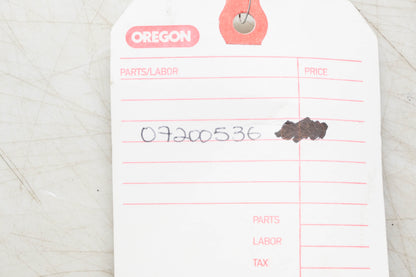 OREGON
PARTS/LABOR PRICE
07200536
PARTS
LABOR
TAX